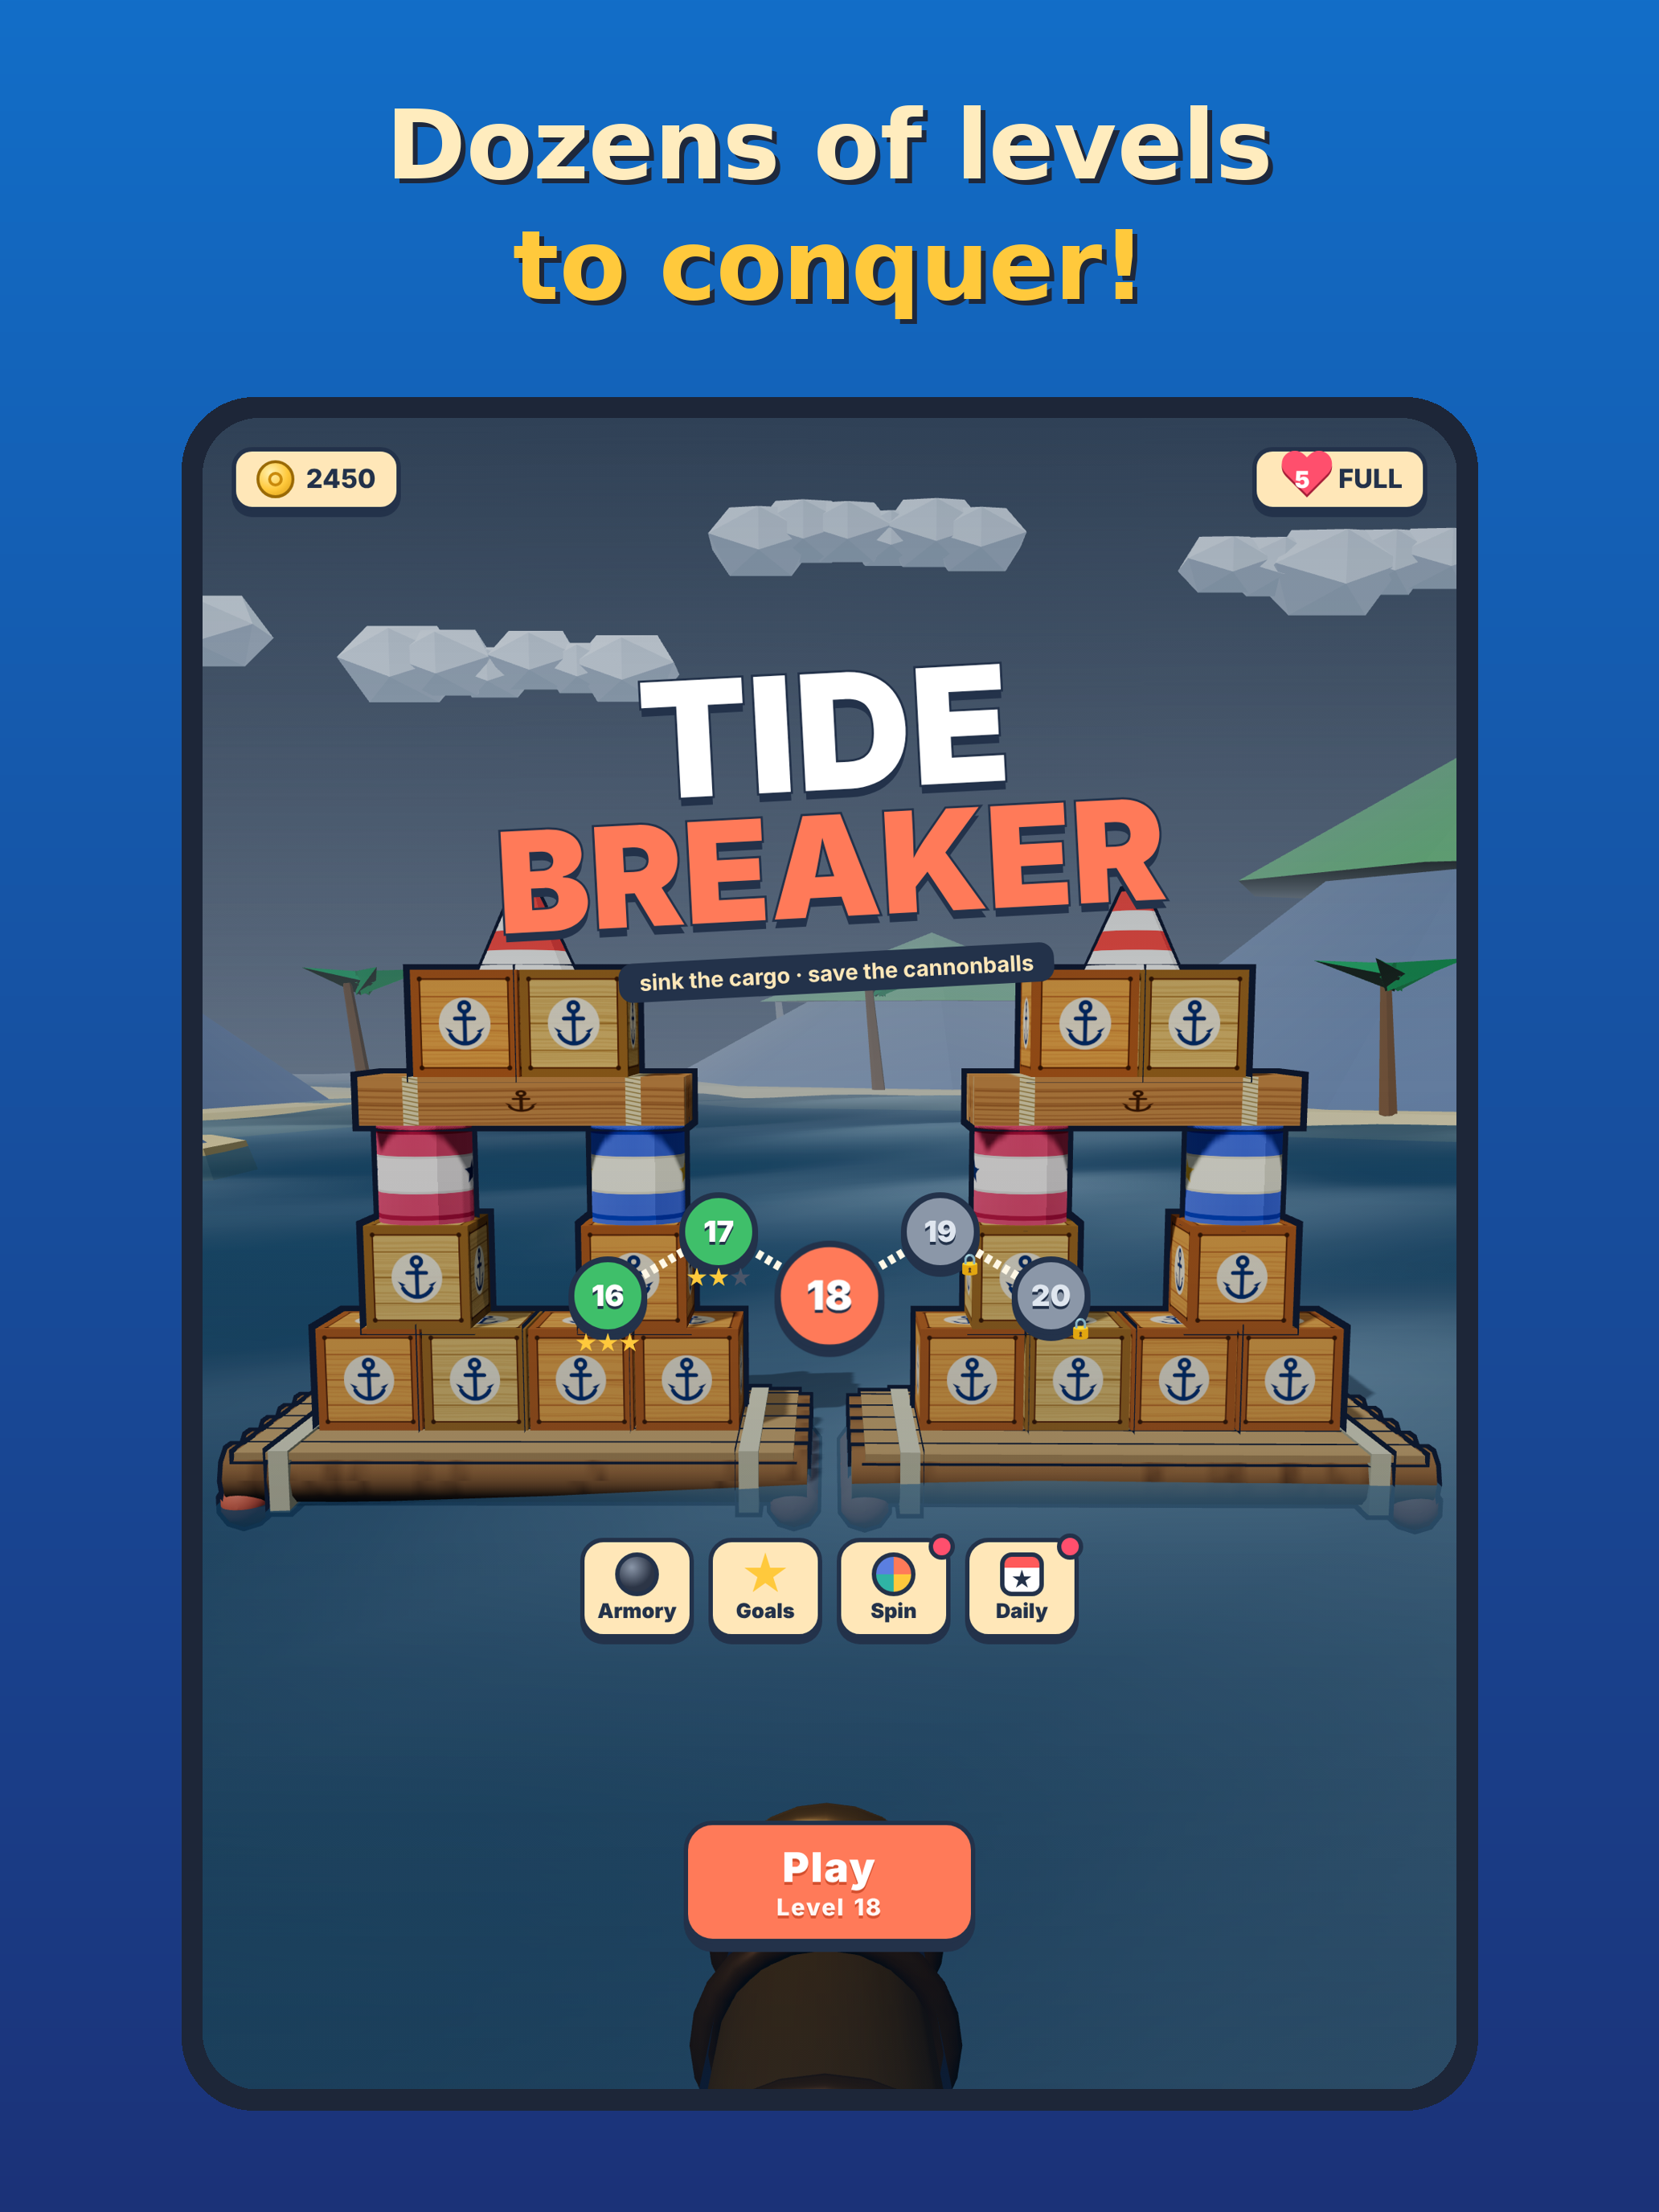 Dozens of levels
to conquer!
2450
5 FULL
TIDE
BREAKER
sink the cargo · save the cannonballs
17
19
16
18
20
Armory
Goals
Spin
Daily
Play
Level 18